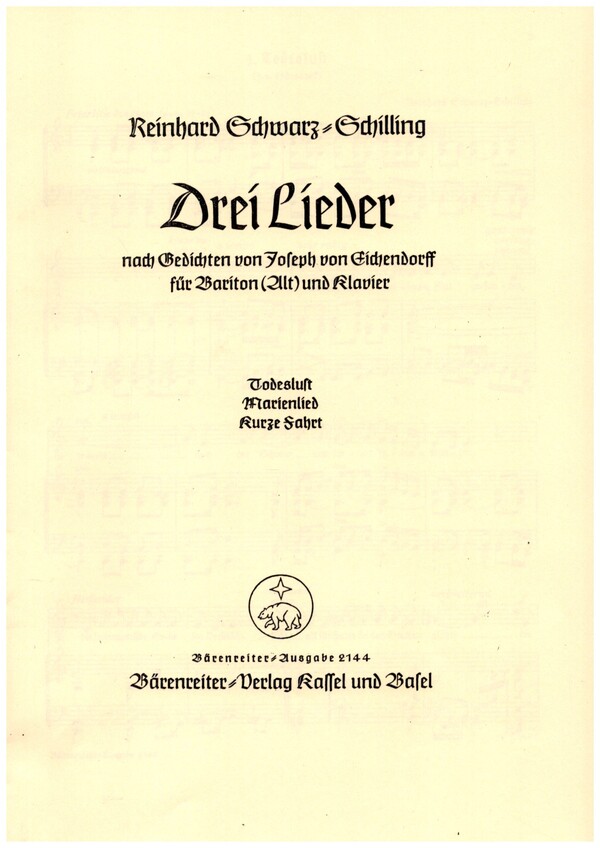 Reinhard Schwarz-Schilling
Drei Lieder
nach Gedichten von Joseph von Eichendorff
für Bariton (Alt) und Klavier
Todeslust
Marienlied
Kurze Fahrt
Bärenreiter-Ausgabe 2144
Bärenreiter-Verlag Kassel und Basel